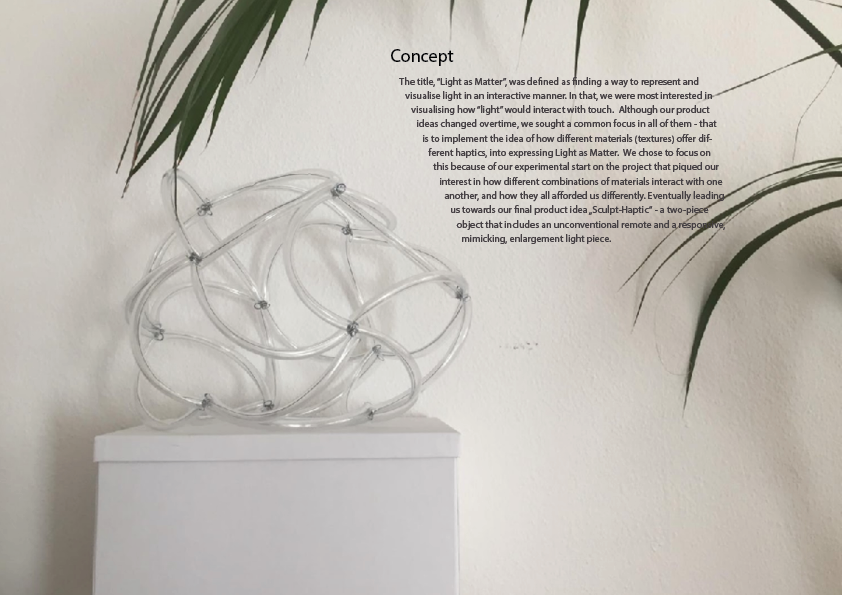 Concept
The title, "Light as Matter", was defined as finding a way to represent and
visualise light in an interactive manner. In that, we were most interested in
visualising how "light" would interact with touch.  Although our product
ideas changed overtime, we sought a common focus in all of them - that
is to implement the idea of how different materials (textures) offer dif-
ferent haptics, into expressing Light as Matter.  We chose to focus on
this because of our experimental start on the project that piqued our
interest in how different combinations of materials interact with one
another, and how they all afforded us differently. Eventually leading
us towards our final product idea „Sculpt-Haptic" - a two-piece
object that includes an unconventional remote and a responsive,
mimicking, enlargement light piece.